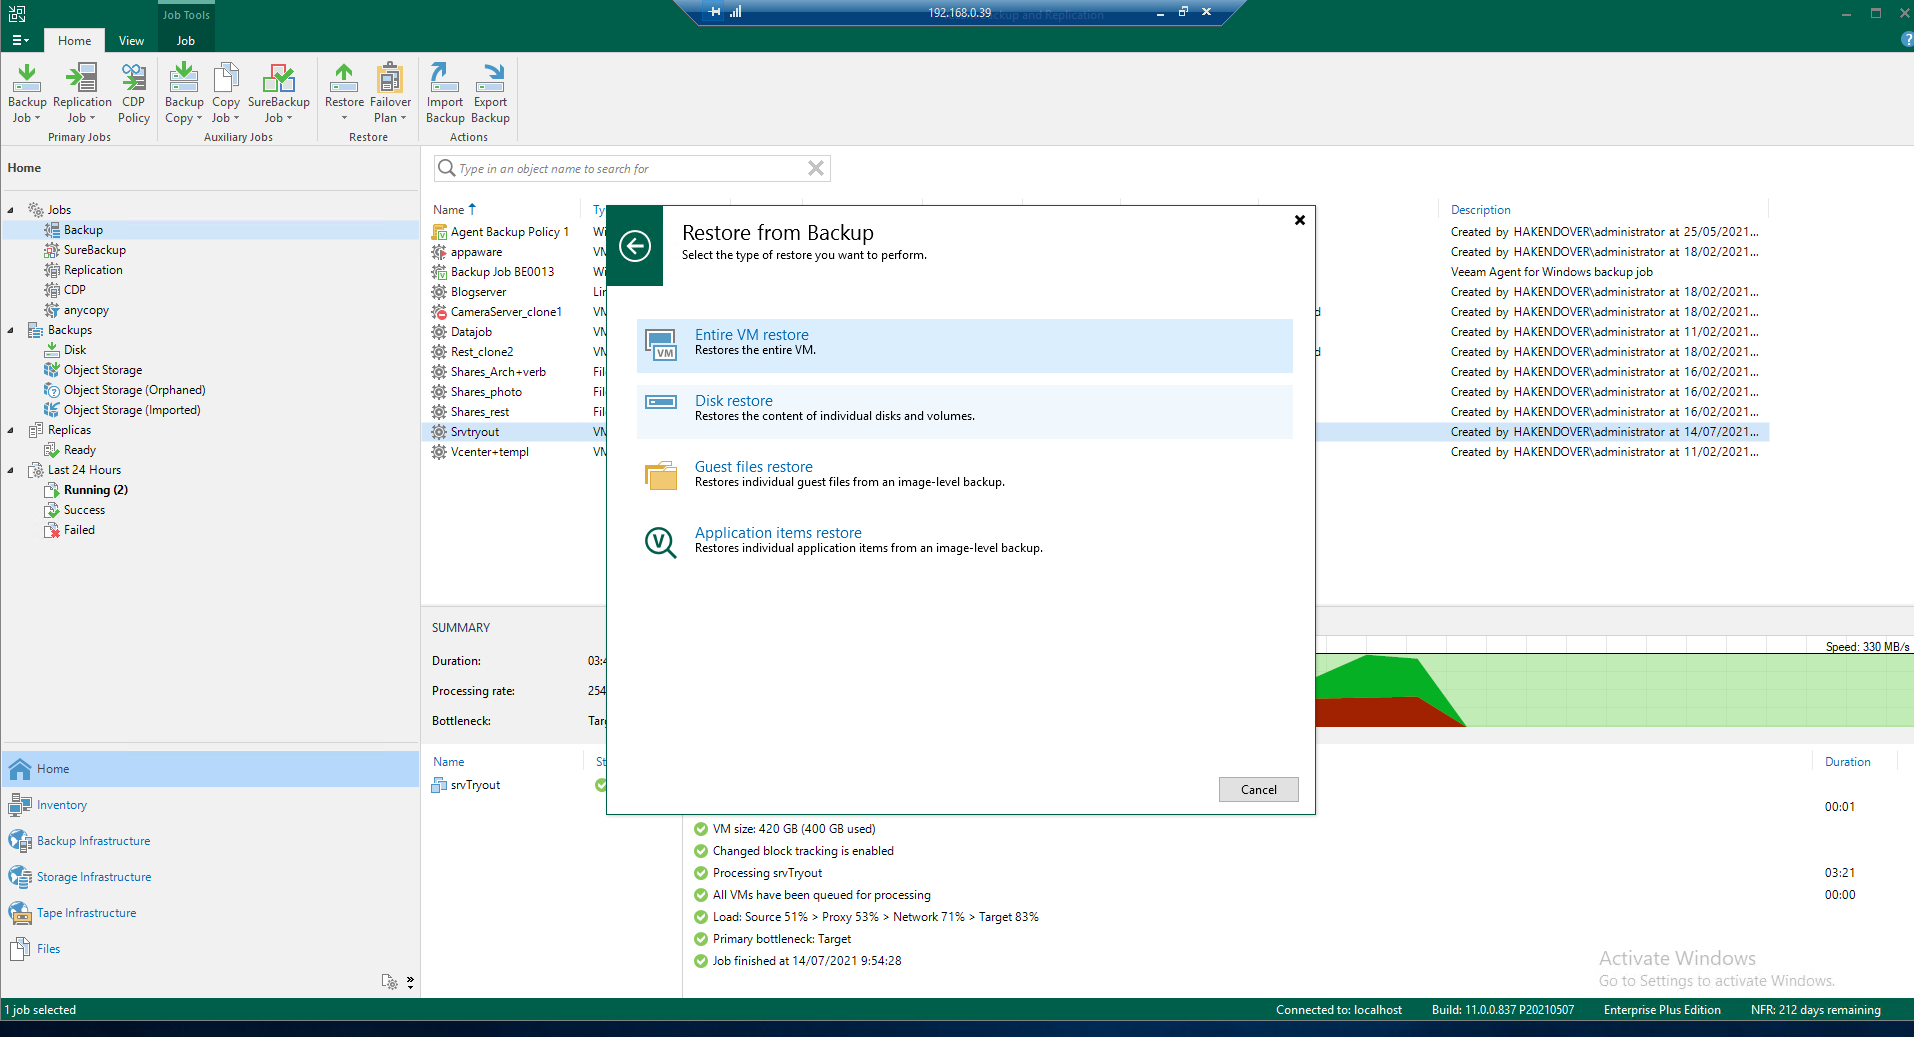 Job Tools
192.168.0.39
ckup and Replication
Home
View
Job
Backup Job
Replication Job
CDP Policy
Backup Copy
Copy Job
SureBackup Job
Restore
Failover Plan
Import Backup
Export Backup
Primary Jobs
Auxiliary Jobs
Restore
Actions
Home
Jobs
Backup
SureBackup
Replication
CDP
anycopy
Backups
Disk
Object Storage
Object Storage (Orphaned)
Object Storage (Imported)
Replicas
Ready
Last 24 Hours
Running (2)
Success
Failed
Home
Inventory
Backup Infrastructure
Storage Infrastructure
Tape Infrastructure
Files
Type in an object name to search for
Name
Ty
Description
Agent Backup Policy 1 Wi Created by HAKENDOVER\administrator at 25/05/2021...
appaware VM Created by HAKENDOVER\administrator at 18/02/2021...
Backup Job BE0013 Wi Veeam Agent for Windows backup job
Blogserver Lir Created by HAKENDOVER\administrator at 18/02/2021...
CameraServer_clone1 VM d Created by HAKENDOVER\administrator at 18/02/2021...
Datajob VM Created by HAKENDOVER\administrator at 11/02/2021...
Rest_clone2 VM d Created by HAKENDOVER\administrator at 18/02/2021...
Shares_Arch+verb Fil Created by HAKENDOVER\administrator at 16/02/2021...
Shares_photo Fil Created by HAKENDOVER\administrator at 16/02/2021...
Shares_rest Fil Created by HAKENDOVER\administrator at 16/02/2021...
Srvtryout VM Created by HAKENDOVER\administrator at 14/07/2021...
Vcenter+templ VM Created by HAKENDOVER\administrator at 11/02/2021...
Restore from Backup
Select the type of restore you want to perform.
Entire VM restore
VM
Restores the entire VM.
Disk restore
Restores the content of individual disks and volumes.
Guest files restore
Restores individual guest files from an image-level backup.
Application items restore
V
Restores individual application items from an image-level backup.
Cancel
SUMMARY
Duration: 03:4
Processing rate: 254
Bottleneck: Tar
Speed: 330 MB/s
Name
St
Duration
srvTryout
00:01
VM size: 420 GB (400 GB used)
Changed block tracking is enabled
Processing srvTryout 03:21
All VMs have been queued for processing 00:00
Load: Source 51% > Proxy 53% > Network 71% > Target 83%
Primary bottleneck: Target
Job finished at 14/07/2021 9:54:28
Activate Windows
Go to Settings to activate Windows.
1 job selected
Connected to: localhost
Build: 11.0.0.837 P20210507
Enterprise Plus Edition
NFR: 212 days remaining